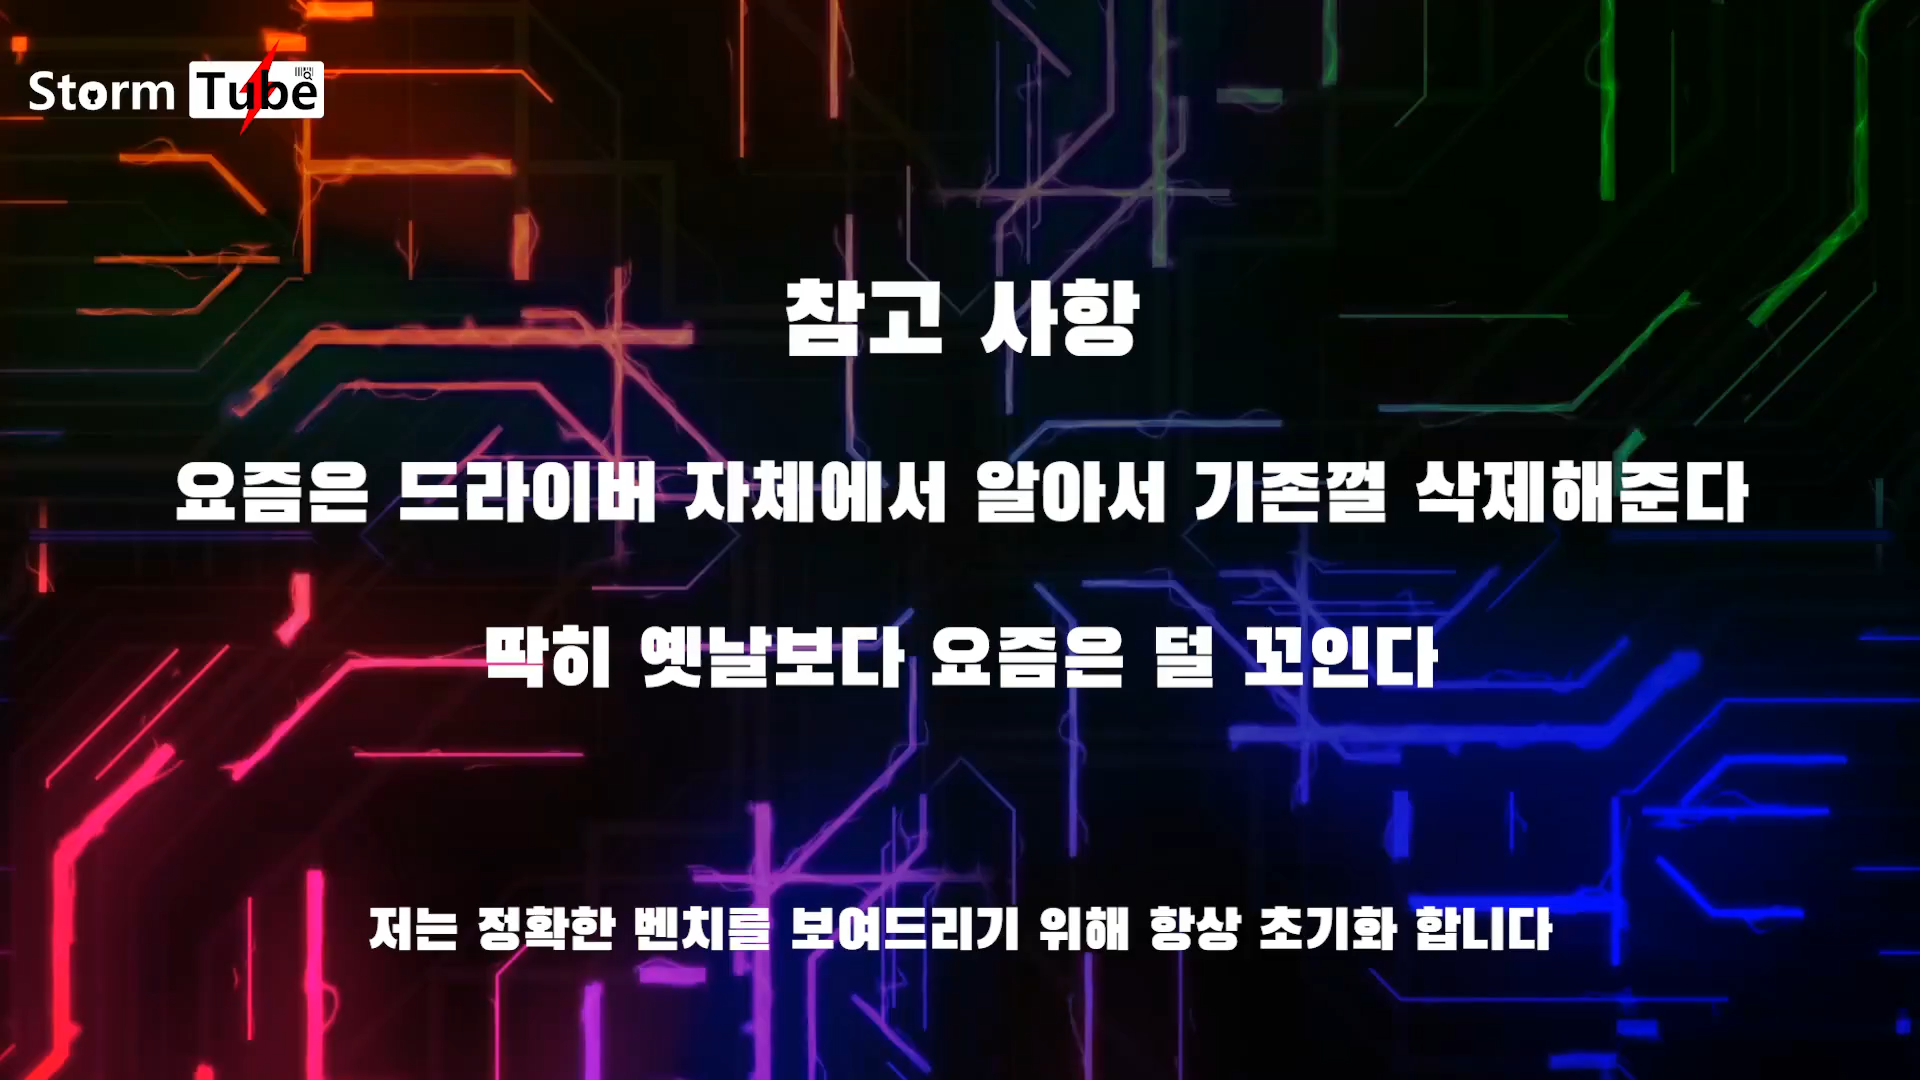 Storm Tube
참고 사항
요즘은 드라이버 자체에서 알아서 기존껄 삭제해준다
딱히 옛날보다 요즘은 덜 꼬인다
저는 정확한 벤치를 보여드리기 위해 항상 초기화 합니다